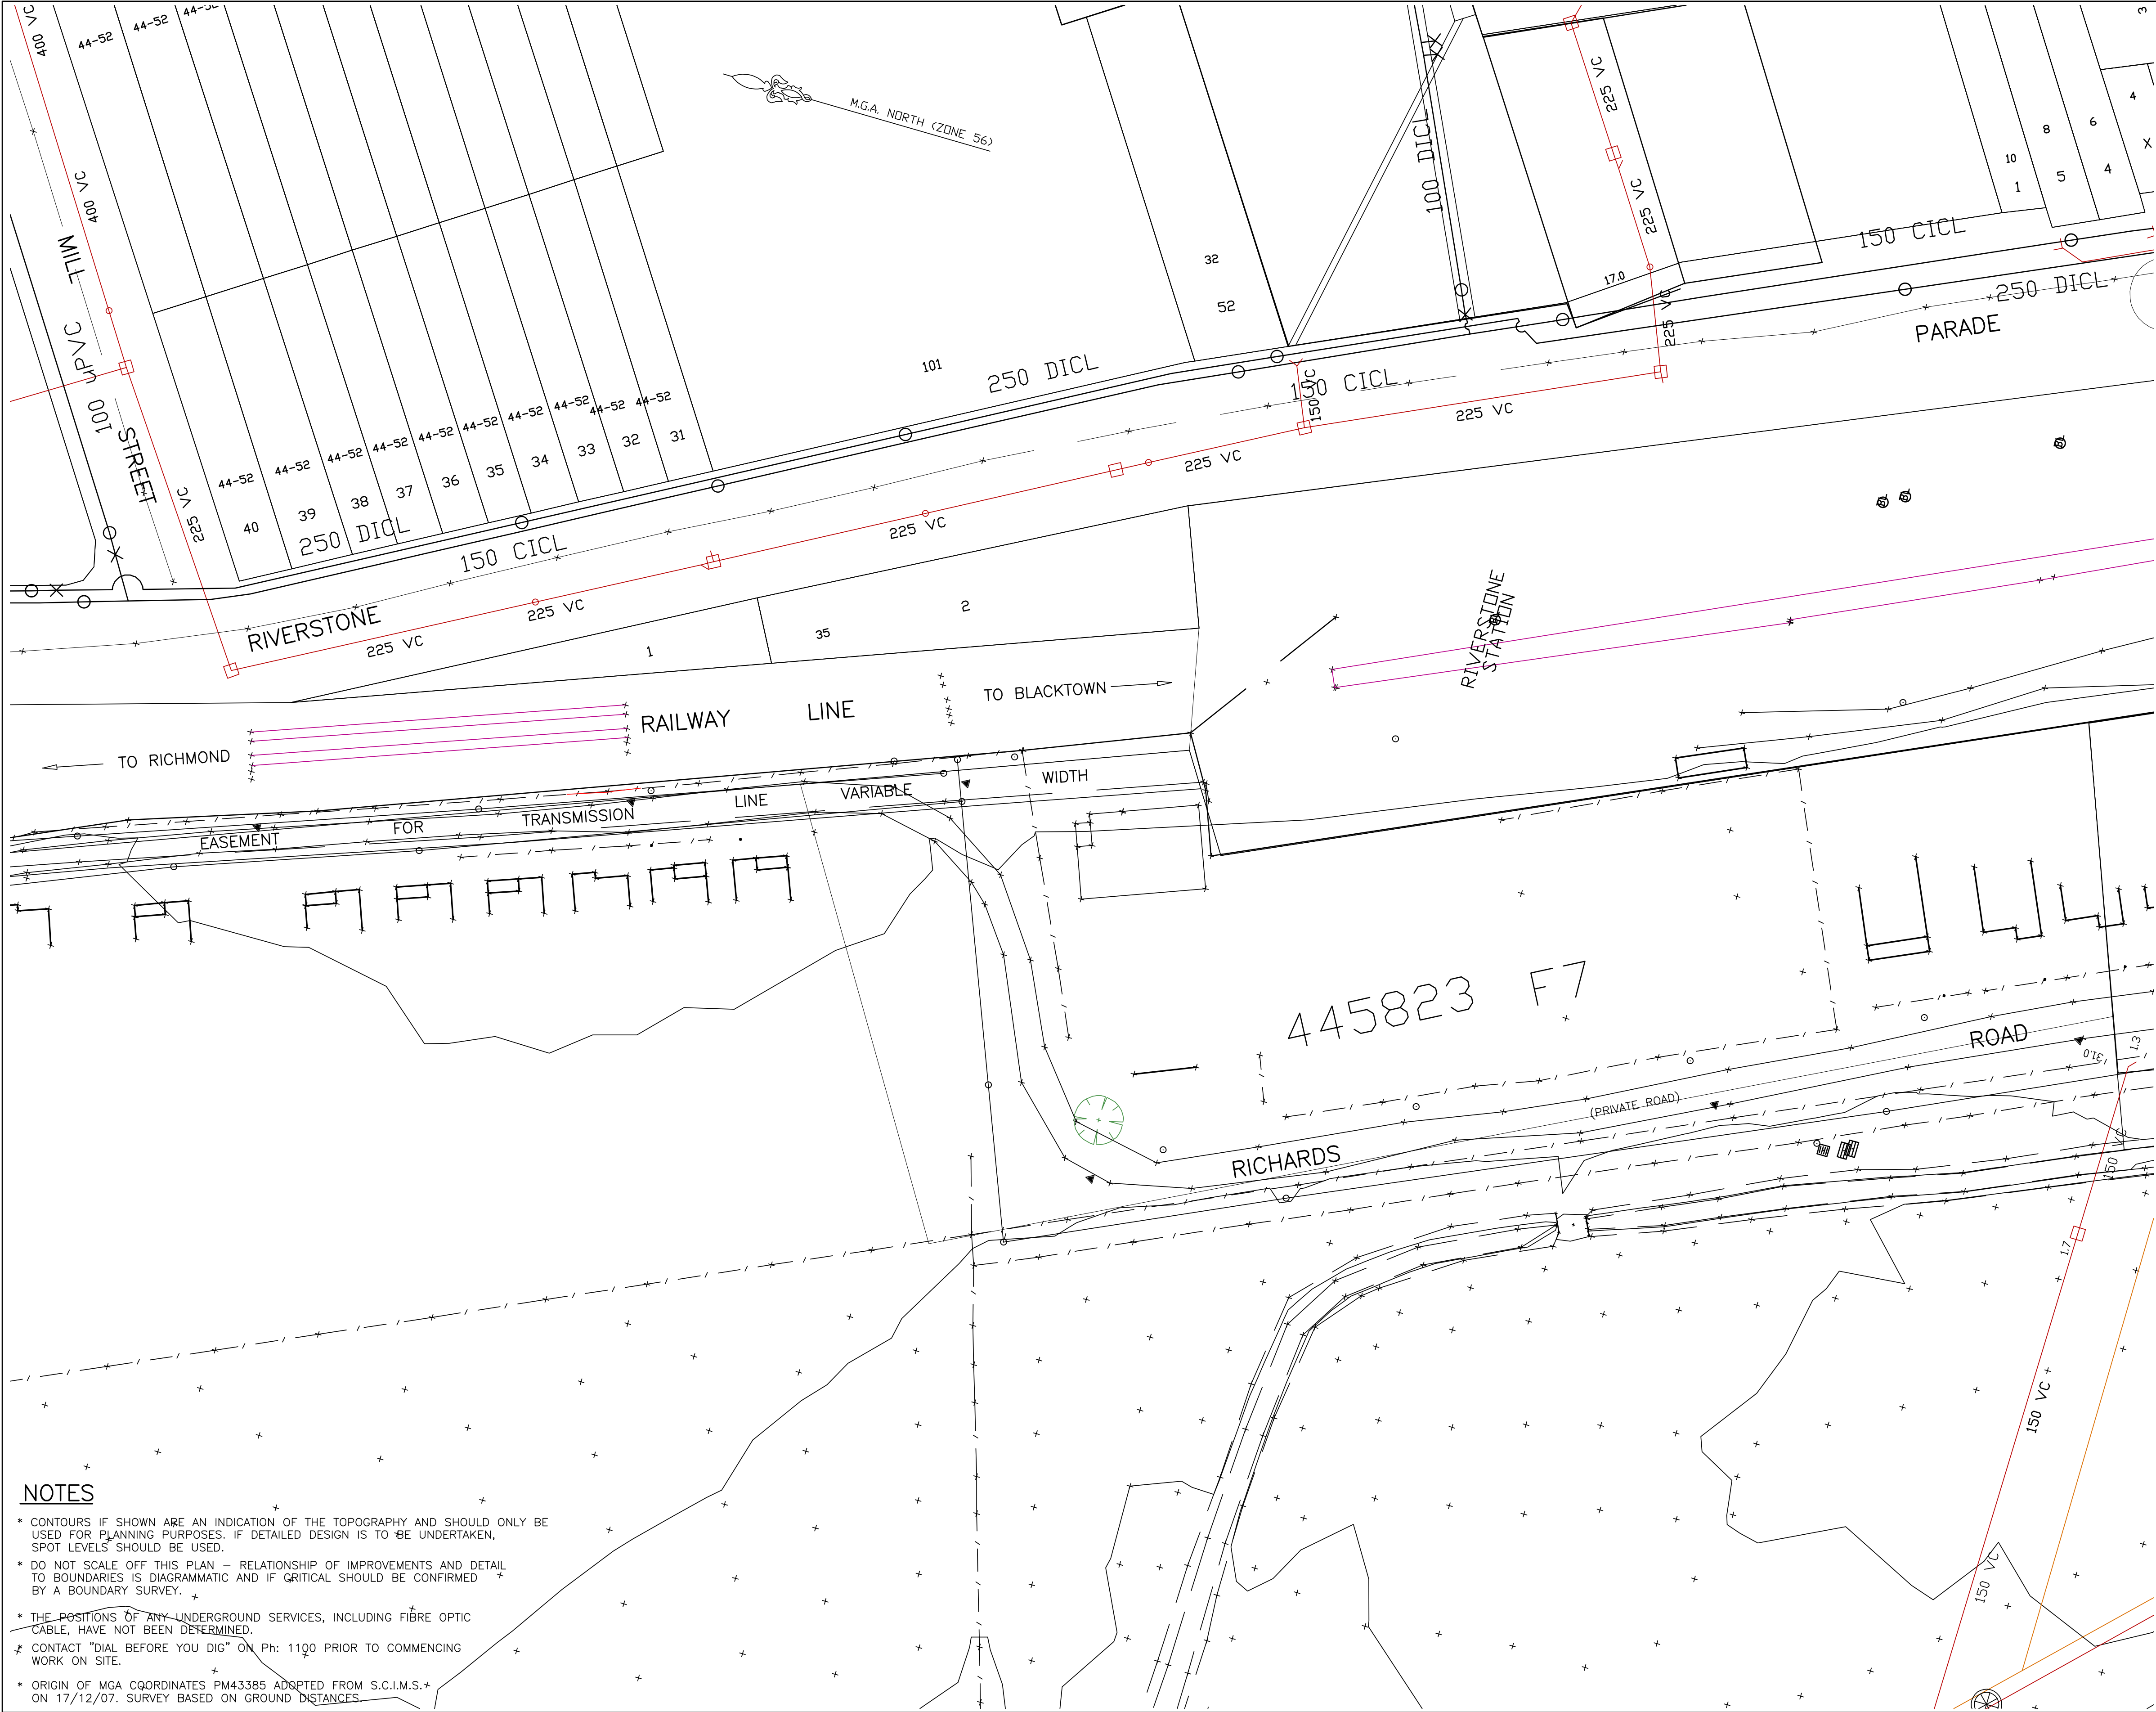 400 VC
44-52
44-52
44-52
M.G.A. NORTH (ZONE 56)
225 VC
100 DICL
3
4
X
6
4
8
5
10
1
400 VC
MILL
225 VC
150 CICL
32
52
17.0
250 DICL
225 VC
PARADE
100 uPVC
STREET
101
250 DICL
150 CICL
150 VC
225 VC
44-52
44-52
44-52
44-52
44-52
44-52
44-52
44-52
44-52
44-52
40
39
38
37
36
35
34
33
32
31
225 VC
250 DICL
150 CICL
225 VC
225 VC
RIVERSTONE
225 VC
225 VC
1
35
2
RIVERSTONE
STATION
TO RICHMOND
RAILWAY LINE
TO BLACKTOWN
EASEMENT FOR TRANSMISSION LINE VARIABLE WIDTH
445823 F7
ROAD
31.0
1.3
(PRIVATE ROAD)
RICHARDS
150 VC
1.7
150 VC
150 VC
NOTES
* CONTOURS IF SHOWN ARE AN INDICATION OF THE TOPOGRAPHY AND SHOULD ONLY BE
USED FOR PLANNING PURPOSES. IF DETAILED DESIGN IS TO BE UNDERTAKEN,
SPOT LEVELS SHOULD BE USED.
* DO NOT SCALE OFF THIS PLAN – RELATIONSHIP OF IMPROVEMENTS AND DETAIL
TO BOUNDARIES IS DIAGRAMMATIC AND IF CRITICAL SHOULD BE CONFIRMED
BY A BOUNDARY SURVEY.
* THE POSITIONS OF ANY UNDERGROUND SERVICES, INCLUDING FIBRE OPTIC
CABLE, HAVE NOT BEEN DETERMINED.
* CONTACT "DIAL BEFORE YOU DIG" ON Ph: 1100 PRIOR TO COMMENCING
WORK ON SITE.
* ORIGIN OF MGA COORDINATES PM43385 ADOPTED FROM S.C.I.M.S.
ON 17/12/07. SURVEY BASED ON GROUND DISTANCES.